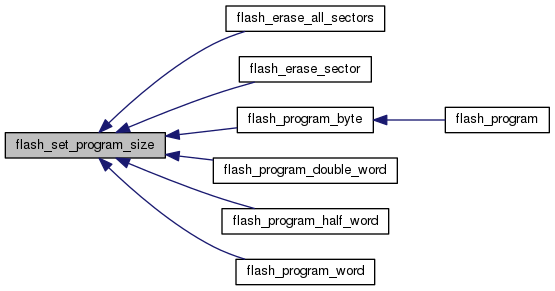 flash_erase_all_sectors
flash_erase_sector
flash_program_byte
flash_program
flash_set_program_size
flash_program_double_word
flash_program_half_word
flash_program_word